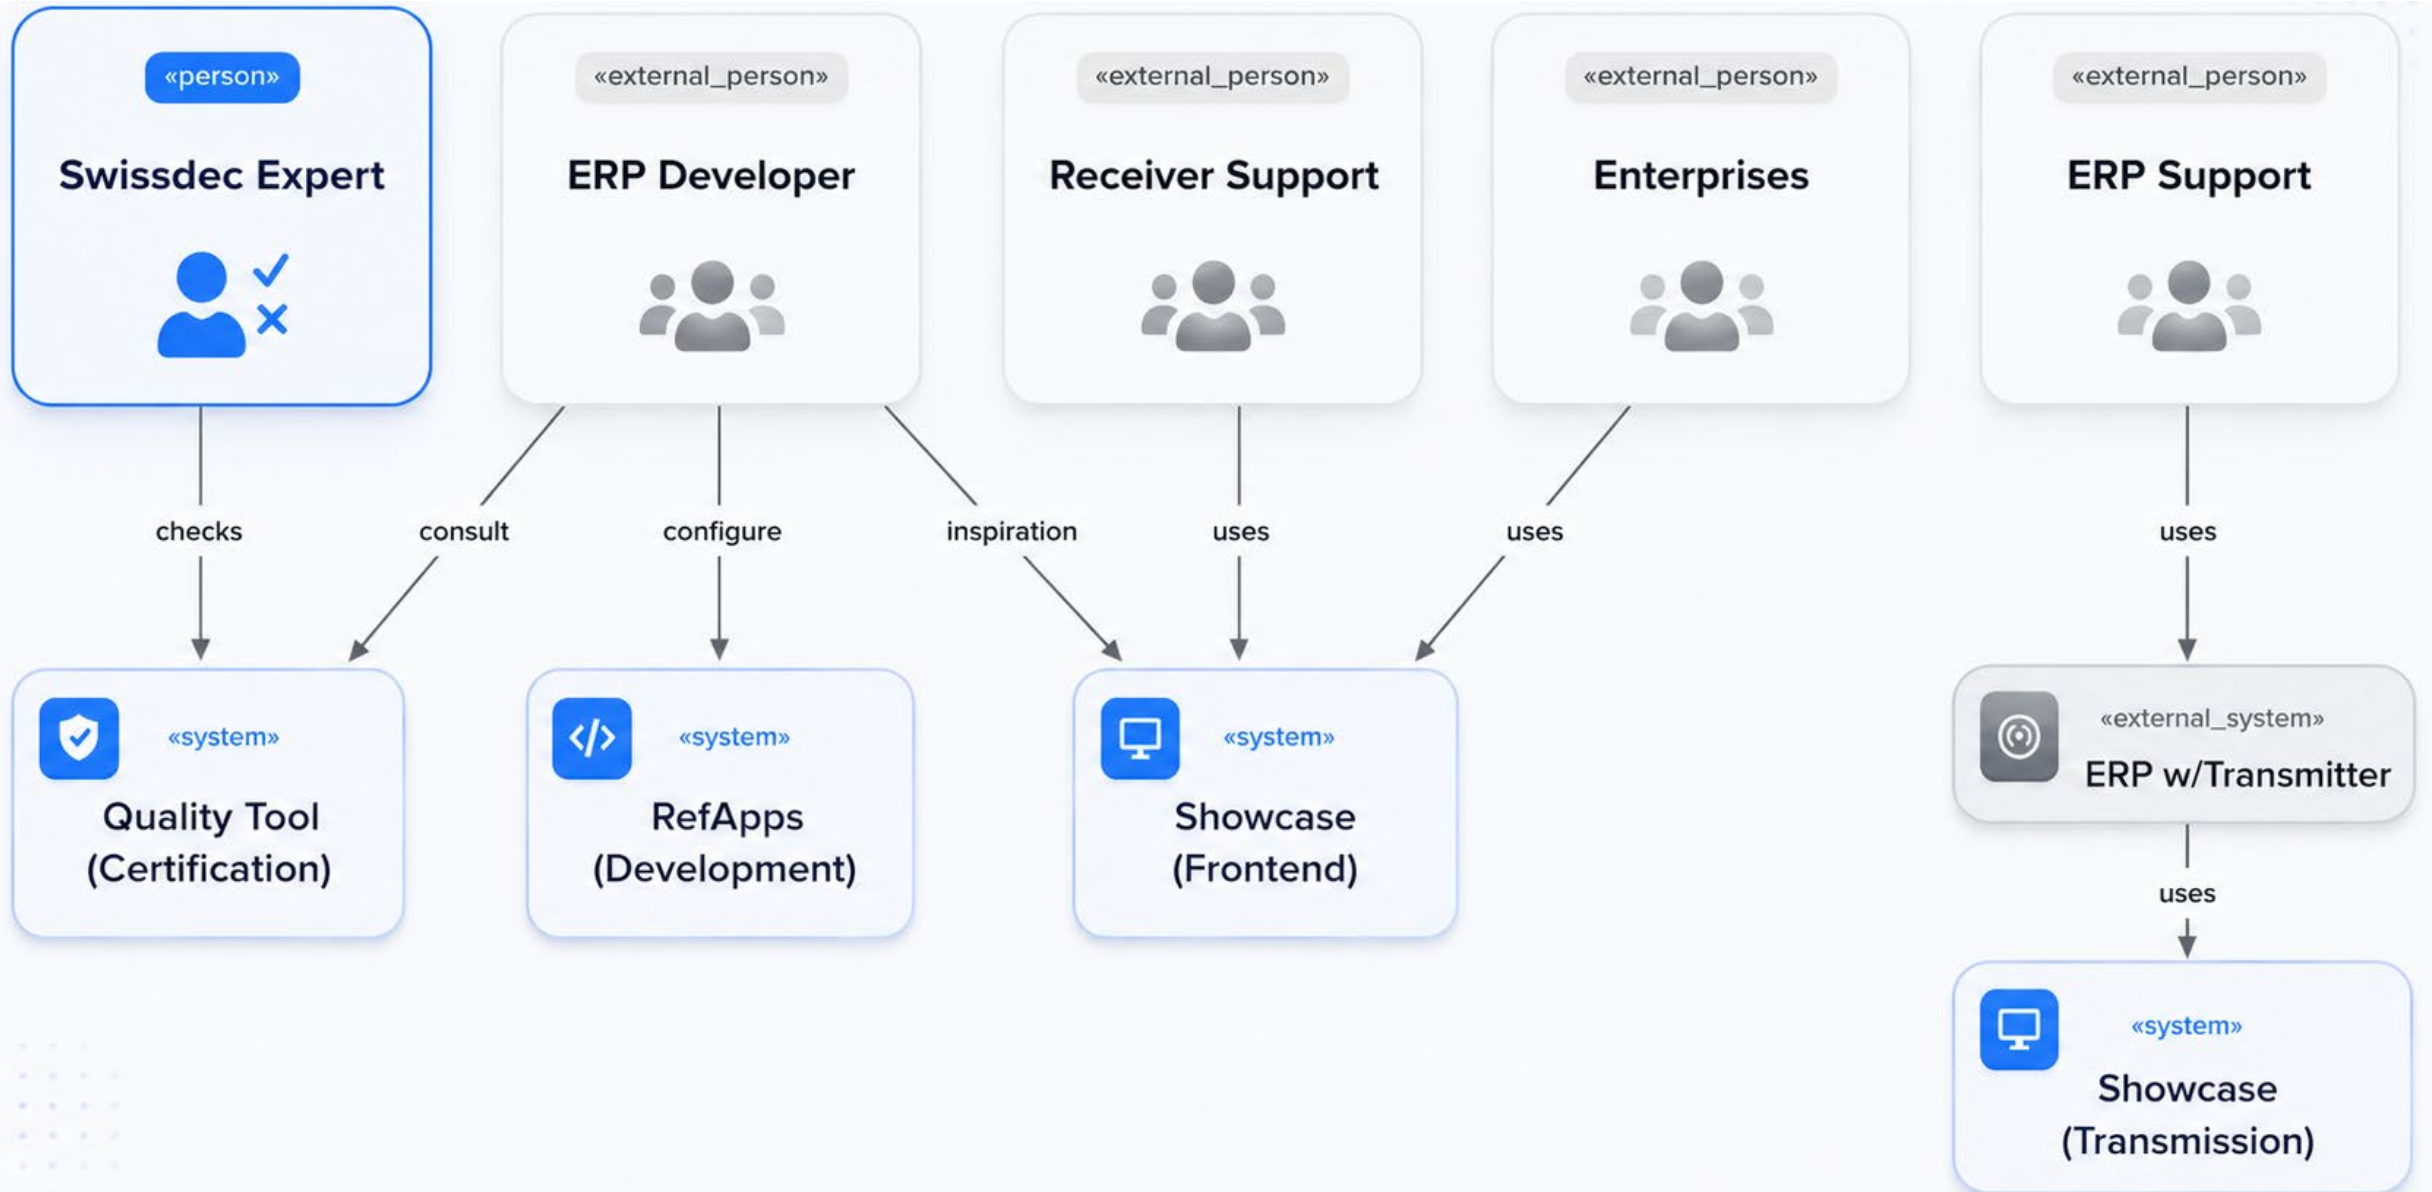 «person»
Swissdec Expert
«external_person»
ERP Developer
«external_person»
Receiver Support
«external_person»
Enterprises
«external_person»
ERP Support
checks
consult
configure
inspiration
uses
uses
uses
«system»
Quality Tool
(Certification)
«system»
RefApps
(Development)
«system»
Showcase
(Frontend)
«external_system»
ERP w/Transmitter
uses
«system»
Showcase
(Transmission)